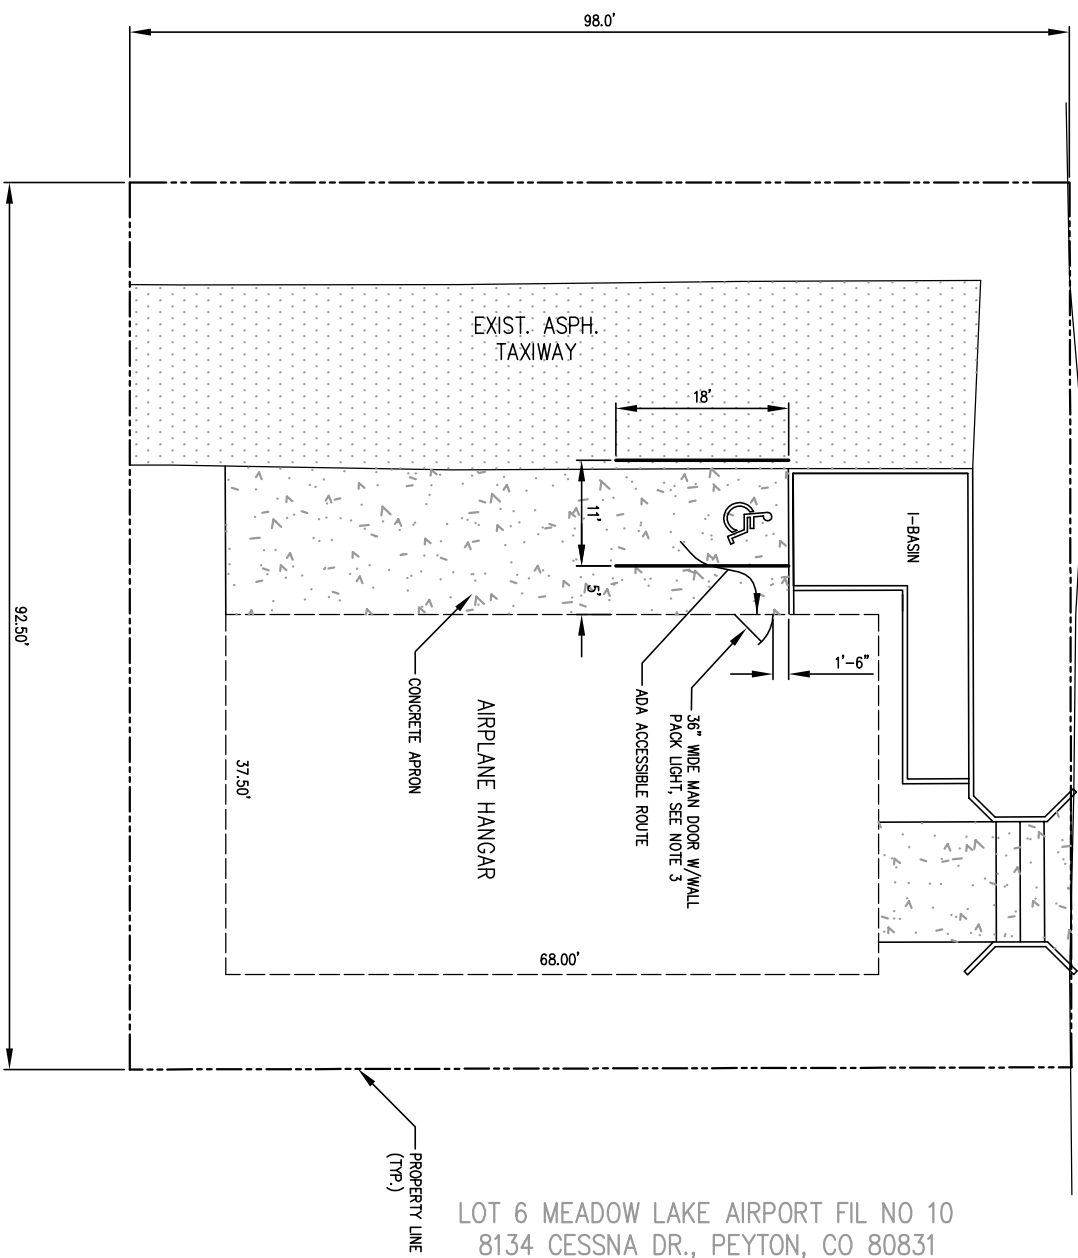 98.0'
EXIST. ASPH.
TAXIWAY
18'
I-BASIN
11'
5'
1'-6"
92.50'
36" WIDE MAN DOOR W/WALL
PACK LIGHT, SEE NOTE 3
ADA ACCESSIBLE ROUTE
CONCRETE APRON
AIRPLANE HANGAR
37.50'
68.00'
PROPERTY LINE
(TYP.)
LOT 6 MEADOW LAKE AIRPORT FIL NO 10
8134 CESSNA DR., PEYTON, CO 80831